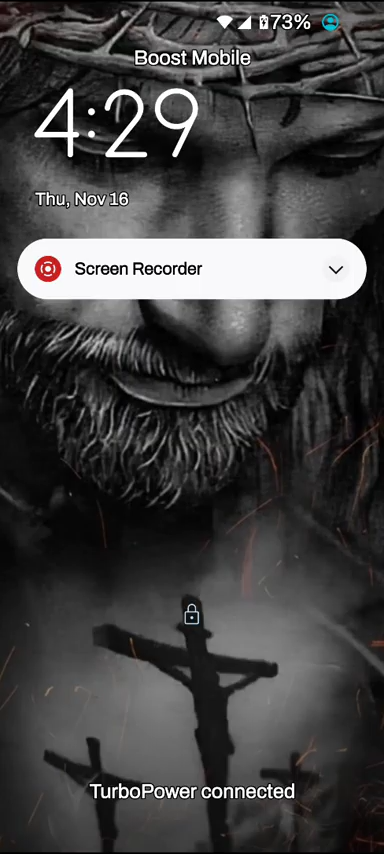 73%
Boost Mobile
4:29
Thu, Nov 16
Screen Recorder
TurboPower connected